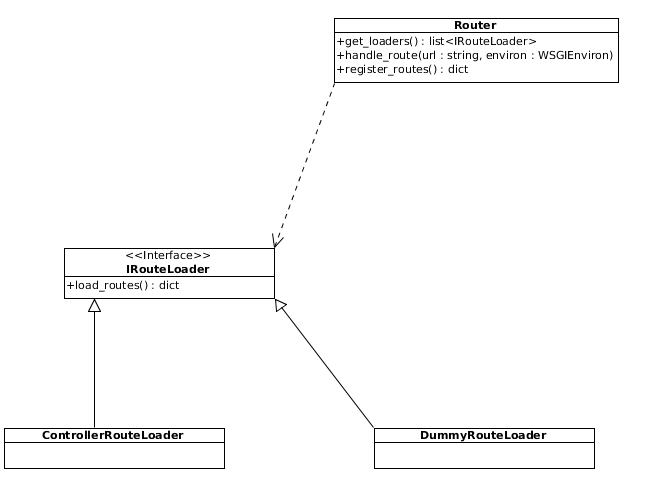 Router
+get_loaders() : list<IRouteLoader>
+handle_route(url : string, environ : WSGIEnviron)
+register_routes() : dict
<<Interface>>
IRouteLoader
+load_routes() : dict
ControllerRouteLoader
DummyRouteLoader